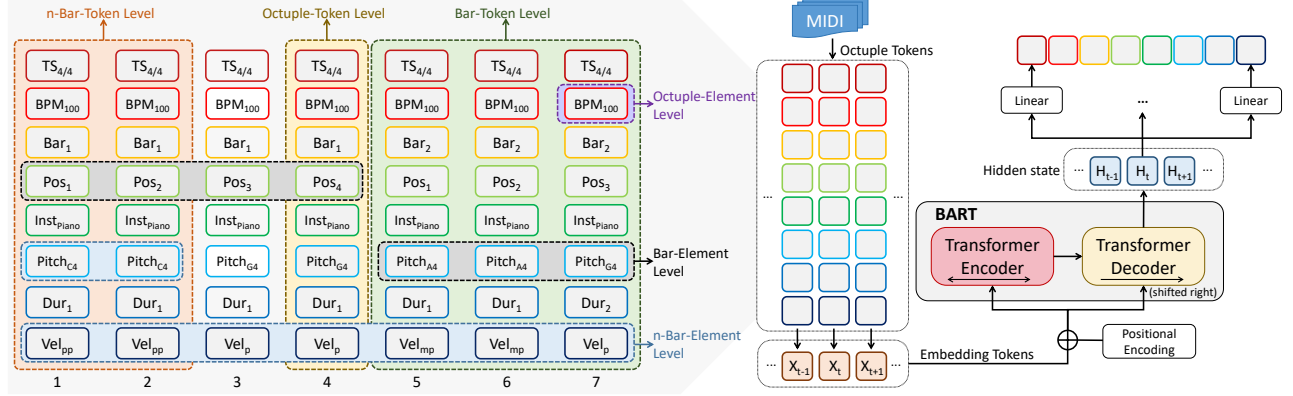 n-Bar-Token Level
Octuple-Token Level
Bar-Token Level
TS4/4 TS4/4 TS4/4 TS4/4 TS4/4 TS4/4 TS4/4
BPM100 BPM100 BPM100 BPM100 BPM100 BPM100 BPM100
Octuple-Element
Level
Bar1 Bar1 Bar1 Bar1 Bar2 Bar2 Bar2
Pos1 Pos2 Pos3 Pos4 Pos1 Pos2 Pos3
InstPiano InstPiano InstPiano InstPiano InstPiano InstPiano InstPiano
PitchC4 PitchC4 PitchG4 PitchG4 PitchA4 PitchA4 PitchG4
Bar-Element
Level
Dur1 Dur1 Dur1 Dur1 Dur1 Dur1 Dur2
Velpp Velpp Velp Velp Velmp Velmp Velp
n-Bar-Element
Level
1 2 3 4 5 6 7
MIDI
Octuple Tokens
... ...
... Xt-1 Xt Xt+1 ...
Embedding Tokens
Linear ... Linear
Hidden state
... Ht-1 Ht Ht+1 ...
BART
Transformer
Encoder
Transformer
Decoder
(shifted right)
Positional
Encoding